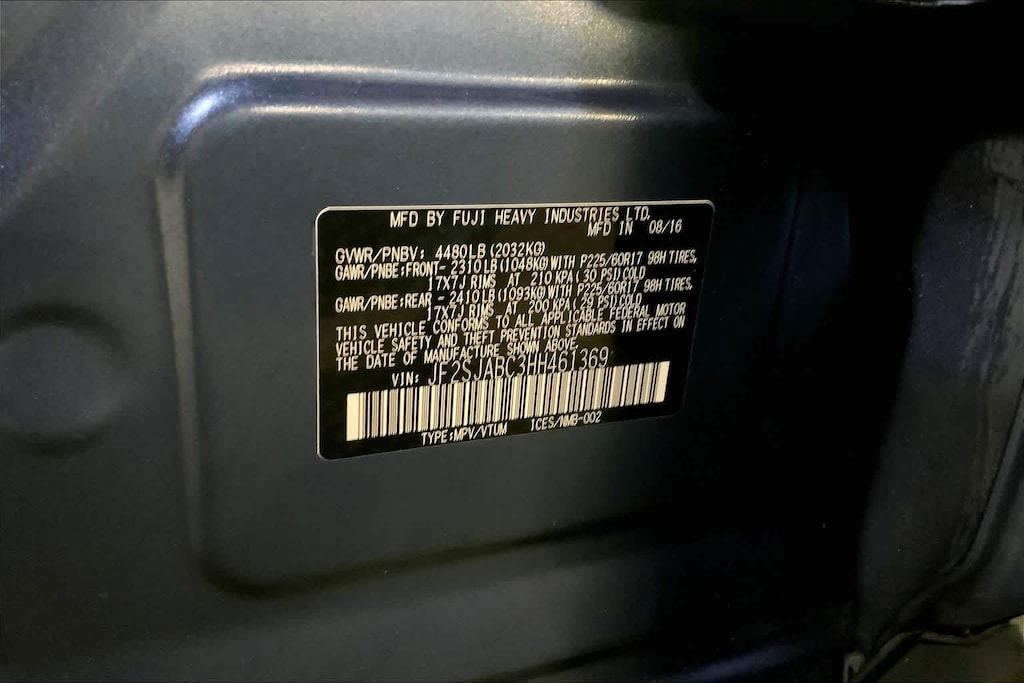 MFD BY FUJI HEAVY INDUSTRIES LTD.
MFD IN 08/16
GVWR/PNBV: 4480LB(2032KG)
GAWR/PNBE:FRONT- 2310LB(1048KG)WITH P225/60R17 98H TIRES,
17X7J RIMS AT 210 KPA( 30 PSI)COLD
GAWR/PNBE:REAR - 2410LB(1093KG)WITH P225/60R17 98H TIRES,
17X7J RIMS AT 200 KPA( 29 PSI)COLD
THIS VEHICLE CONFORMS TO ALL APPLICABLE FEDERAL MOTOR
VEHICLE SAFETY AND THEFT PREVENTION STANDARDS IN EFFECT ON
THE DATE OF MANUFACTURE SHOWN ABOVE.
VIN: JF2SJABC3HH461369
TYPE:MPV/VTUM ICES/NMB-002